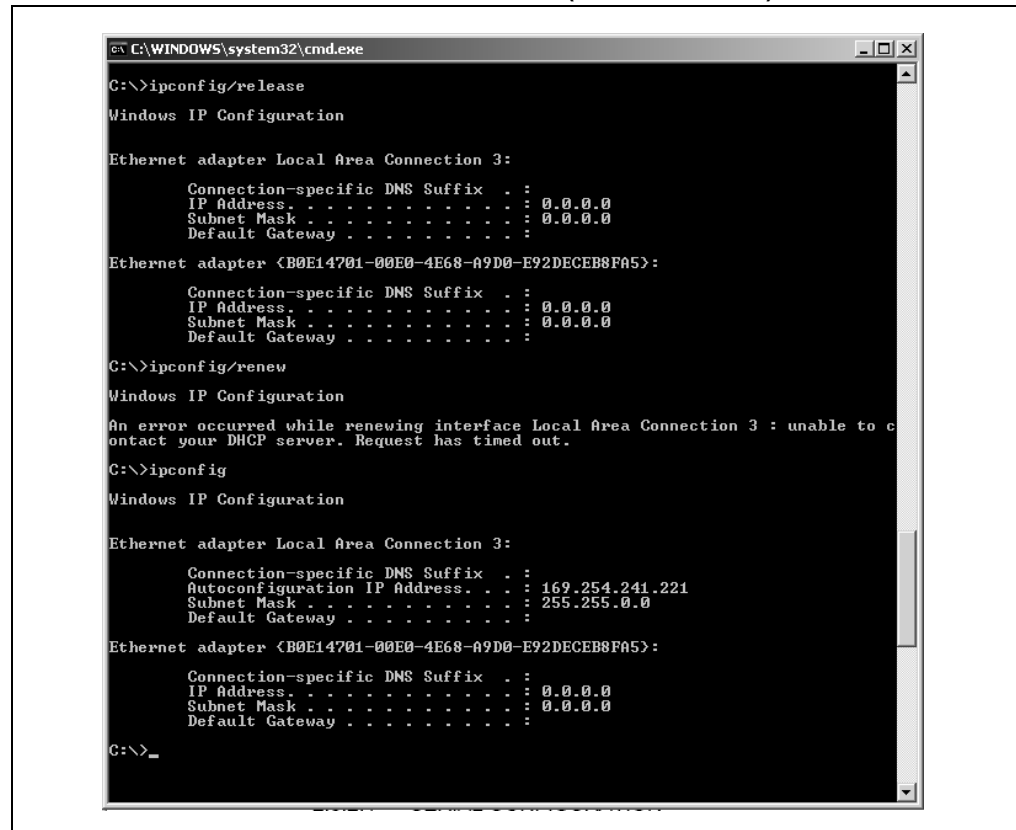 C:\WINDOWS\system32\cmd.exe
C:\>ipconfig/release
Windows IP Configuration
Ethernet adapter Local Area Connection 3:
Connection-specific DNS Suffix . :
IP Address. . . . . . . . . . . . : 0.0.0.0
Subnet Mask . . . . . . . . . . . : 0.0.0.0
Default Gateway . . . . . . . . . :
Ethernet adapter {B0E14701-00E0-4E68-A9D0-E92DECEB8FA5}:
Connection-specific DNS Suffix . :
IP Address. . . . . . . . . . . . : 0.0.0.0
Subnet Mask . . . . . . . . . . . : 0.0.0.0
Default Gateway . . . . . . . . . :
C:\>ipconfig/renew
Windows IP Configuration
An error occurred while renewing interface Local Area Connection 3 : unable to c
ontact your DHCP server. Request has timed out.
C:\>ipconfig
Windows IP Configuration
Ethernet adapter Local Area Connection 3:
Connection-specific DNS Suffix . :
Autoconfiguration IP Address. . . : 169.254.241.221
Subnet Mask . . . . . . . . . . . : 255.255.0.0
Default Gateway . . . . . . . . . :
Ethernet adapter {B0E14701-00E0-4E68-A9D0-E92DECEB8FA5}:
Connection-specific DNS Suffix . :
IP Address. . . . . . . . . . . . : 0.0.0.0
Subnet Mask . . . . . . . . . . . : 0.0.0.0
Default Gateway . . . . . . . . . :
C:\>_